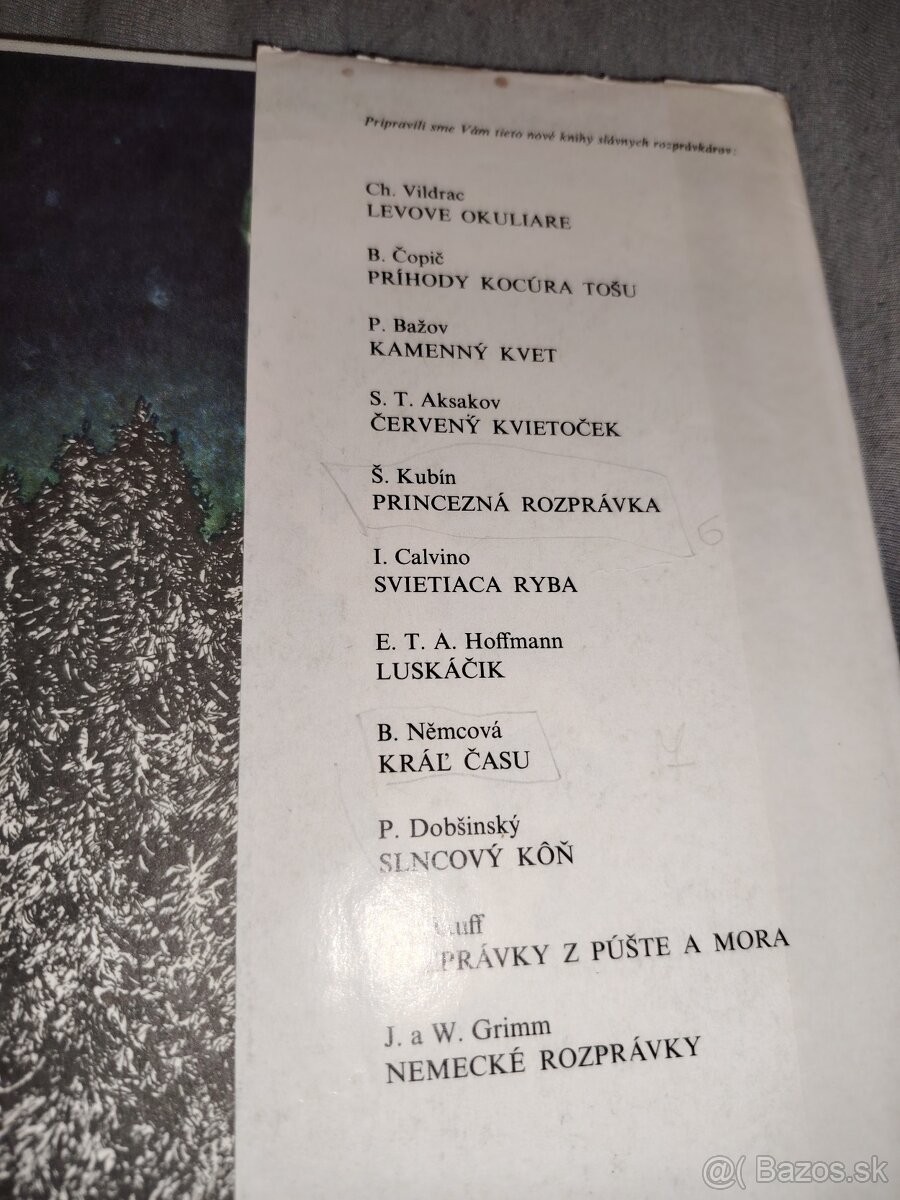 Pripravili sme Vám tieto nové knihy slávnych rozprávkárov:
Ch. Vildrac
LEVOVE OKULIARE
B. Čopič
PRÍHODY KOCÚRA TOŠU
P. Bažov
KAMENNÝ KVET
S. T. Aksakov
ČERVENÝ KVIETOČEK
Š. Kubín
PRINCEZNÁ ROZPRÁVKA
6
I. Calvino
SVIETIACA RYBA
E. T. A. Hoffmann
LUSKÁČIK
B. Němcová
KRÁĽ ČASU
7
P. Dobšinský
SLNCOVÝ KÔŇ
Z PÚŠTE A MORA
J. a W. Grimm
NEMECKÉ ROZPRÁVKY
@( Bazos.sk